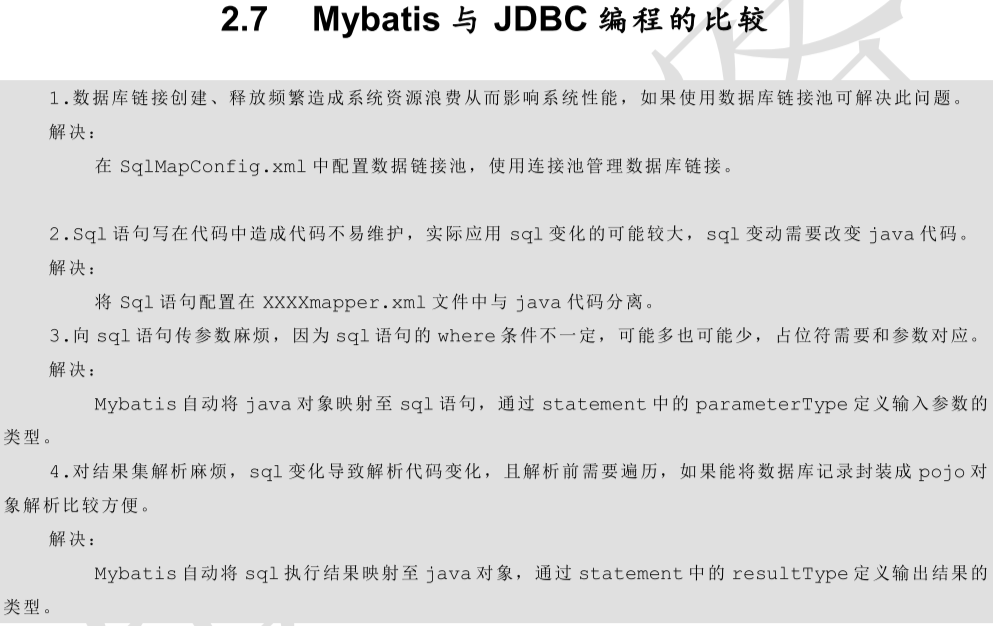 2.7 Mybatis 与 JDBC 编程的比较
1.数据库链接创建、释放频繁造成系统资源浪费从而影响系统性能，如果使用数据库链接池可解决此问题。
解决：
在 SqlMapConfig.xml 中配置数据链接池，使用连接池管理数据库链接。
2.Sql 语句写在代码中造成代码不易维护，实际应用 sql 变化的可能较大，sql 变动需要改变 java 代码。
解决：
将 Sql 语句配置在 XXXXmapper.xml 文件中与 java 代码分离。
3.向 sql 语句传参数麻烦，因为 sql 语句的 where 条件不一定，可能多也可能少，占位符需要和参数对应。
解决：
Mybatis 自动将 java 对象映射至 sql 语句，通过 statement 中的 parameterType 定义输入参数的
类型。
4.对结果集解析麻烦，sql 变化导致解析代码变化，且解析前需要遍历，如果能将数据库记录封装成 pojo 对
象解析比较方便。
解决：
Mybatis 自动将 sql 执行结果映射至 java 对象，通过 statement 中的 resultType 定义输出结果的
类型。